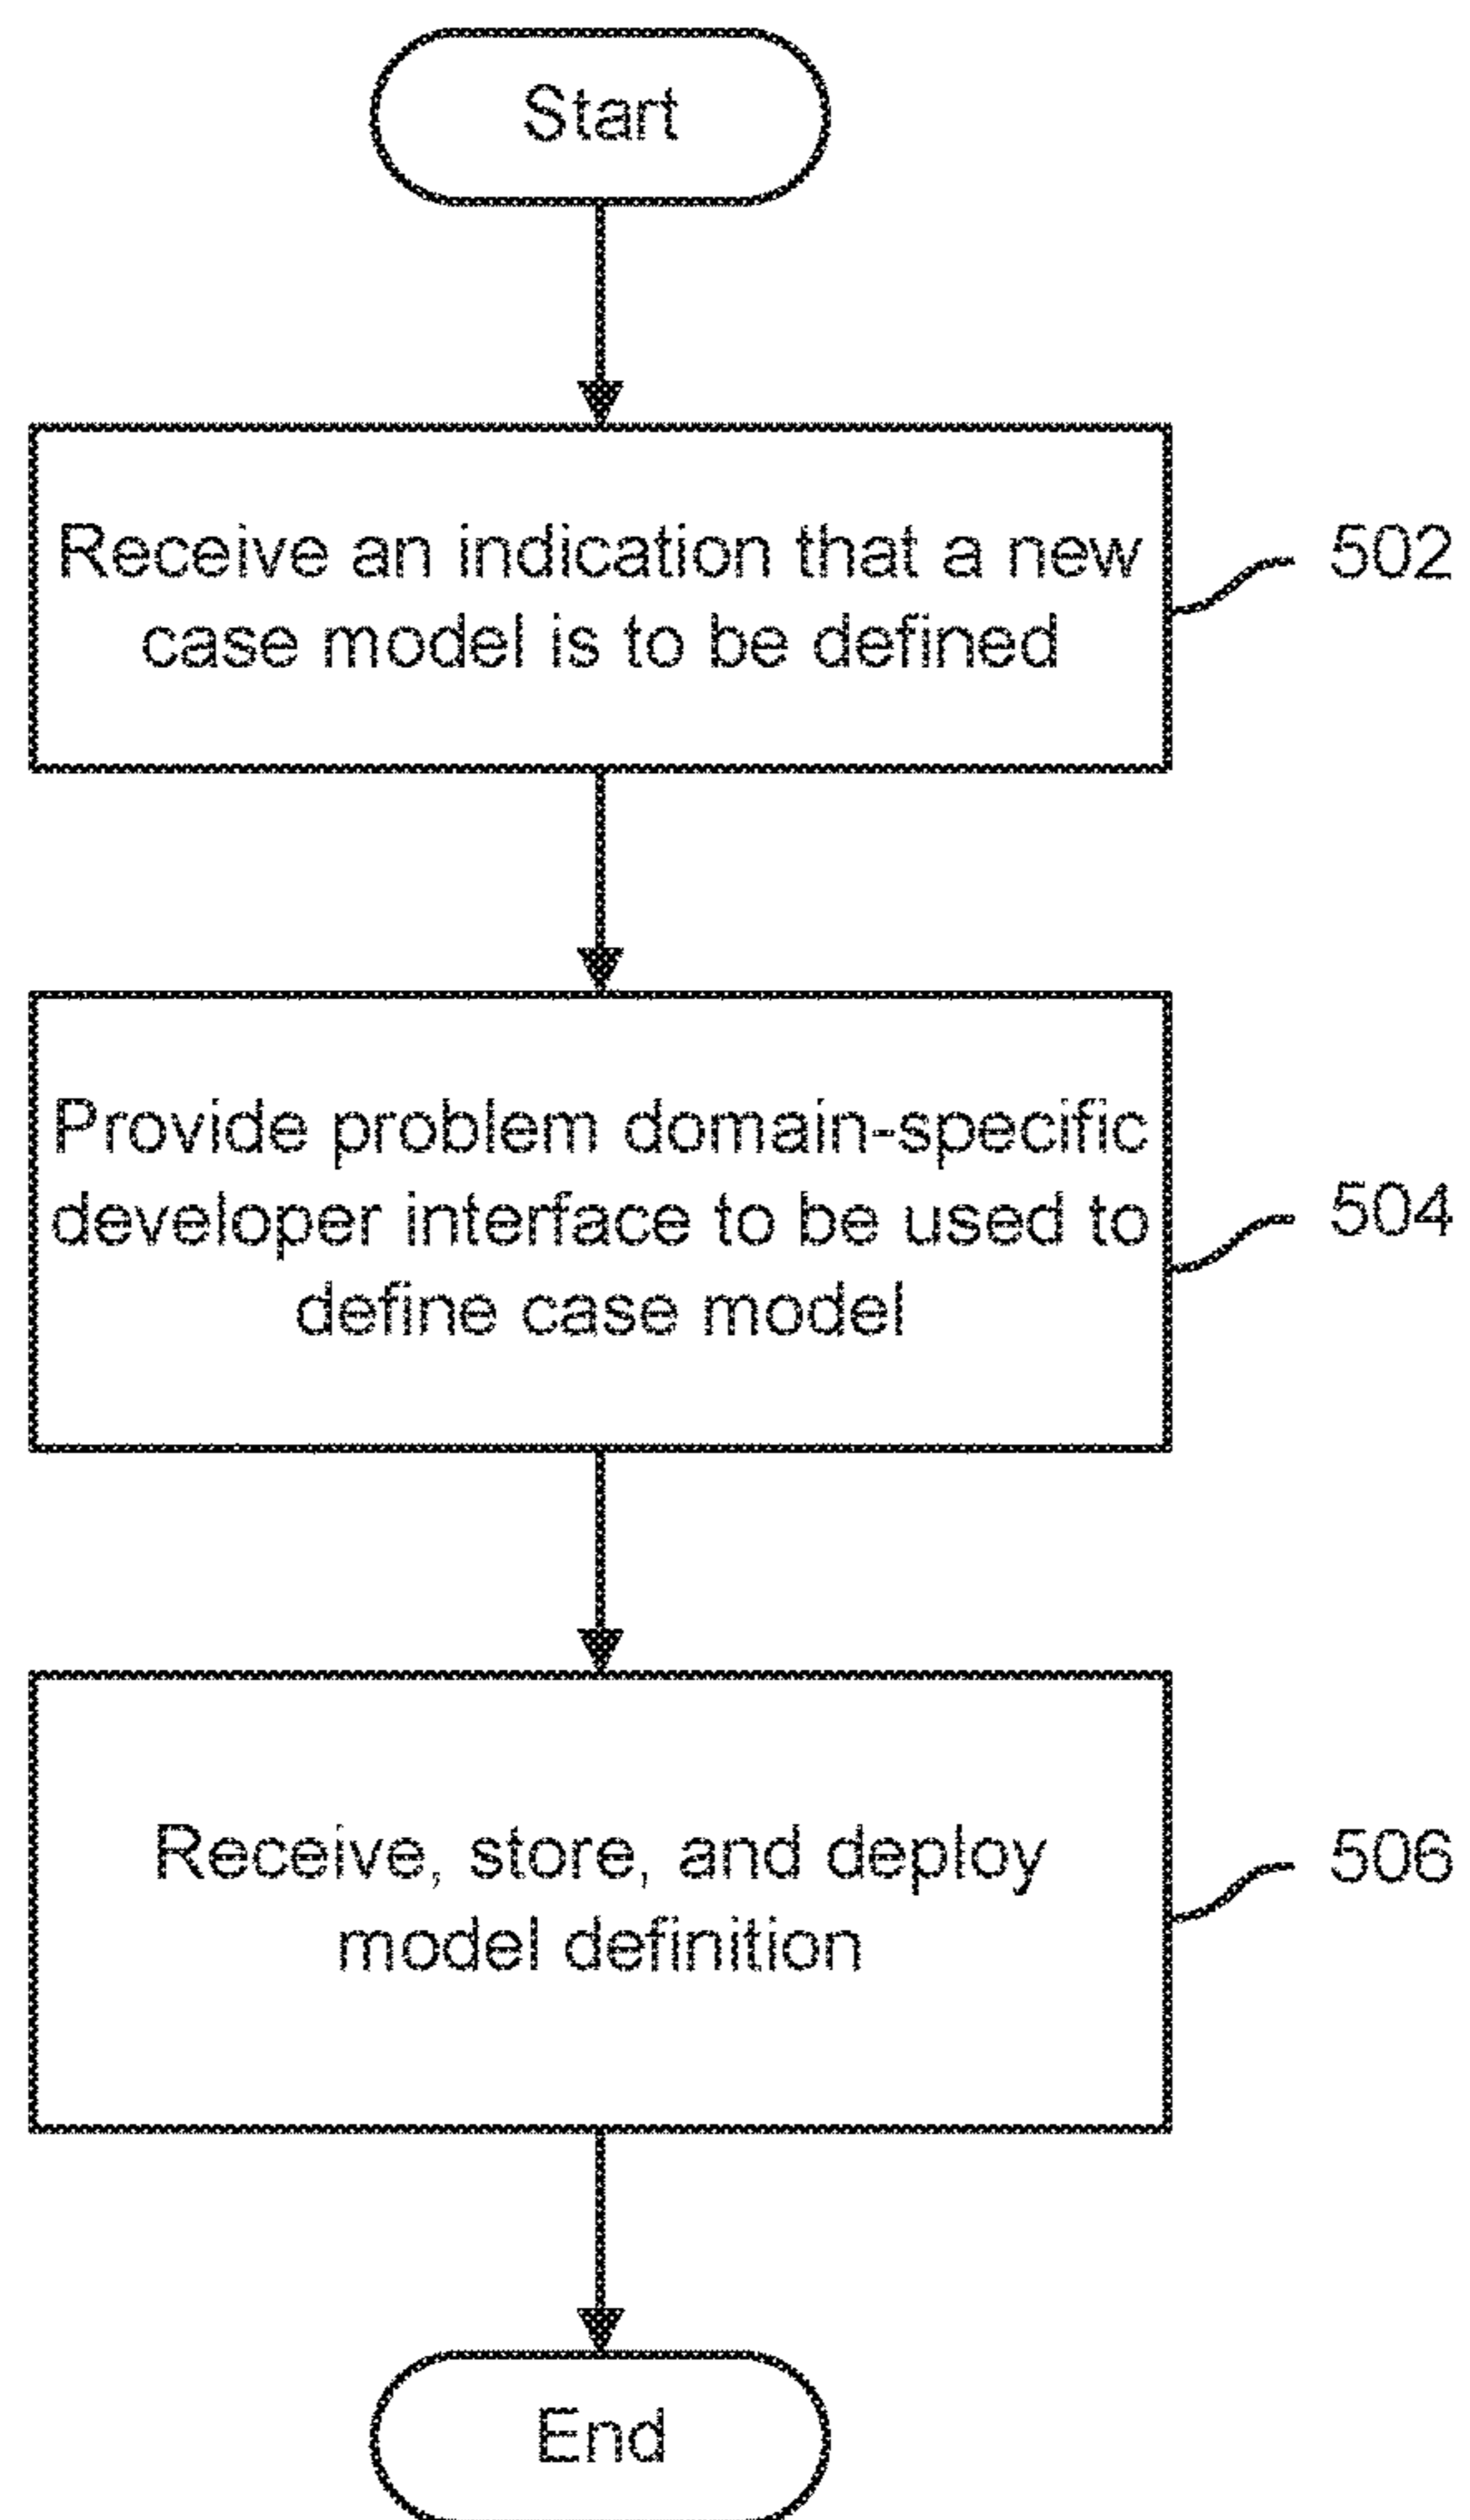 Start
Receive an indication that a new
case model is to be defined
502
Provide problem domain-specific
developer interface to be used to
define case model
504
Receive, store, and deploy
model definition
506
End